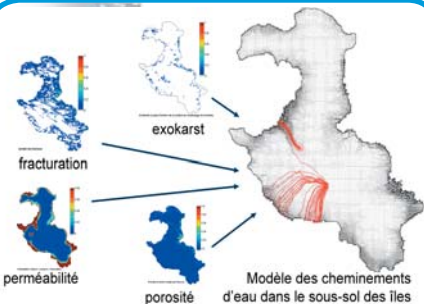 exokarst
fracturation
perméabilité
porosité
Modèle des cheminements
d'eau dans le sous-sol des îles